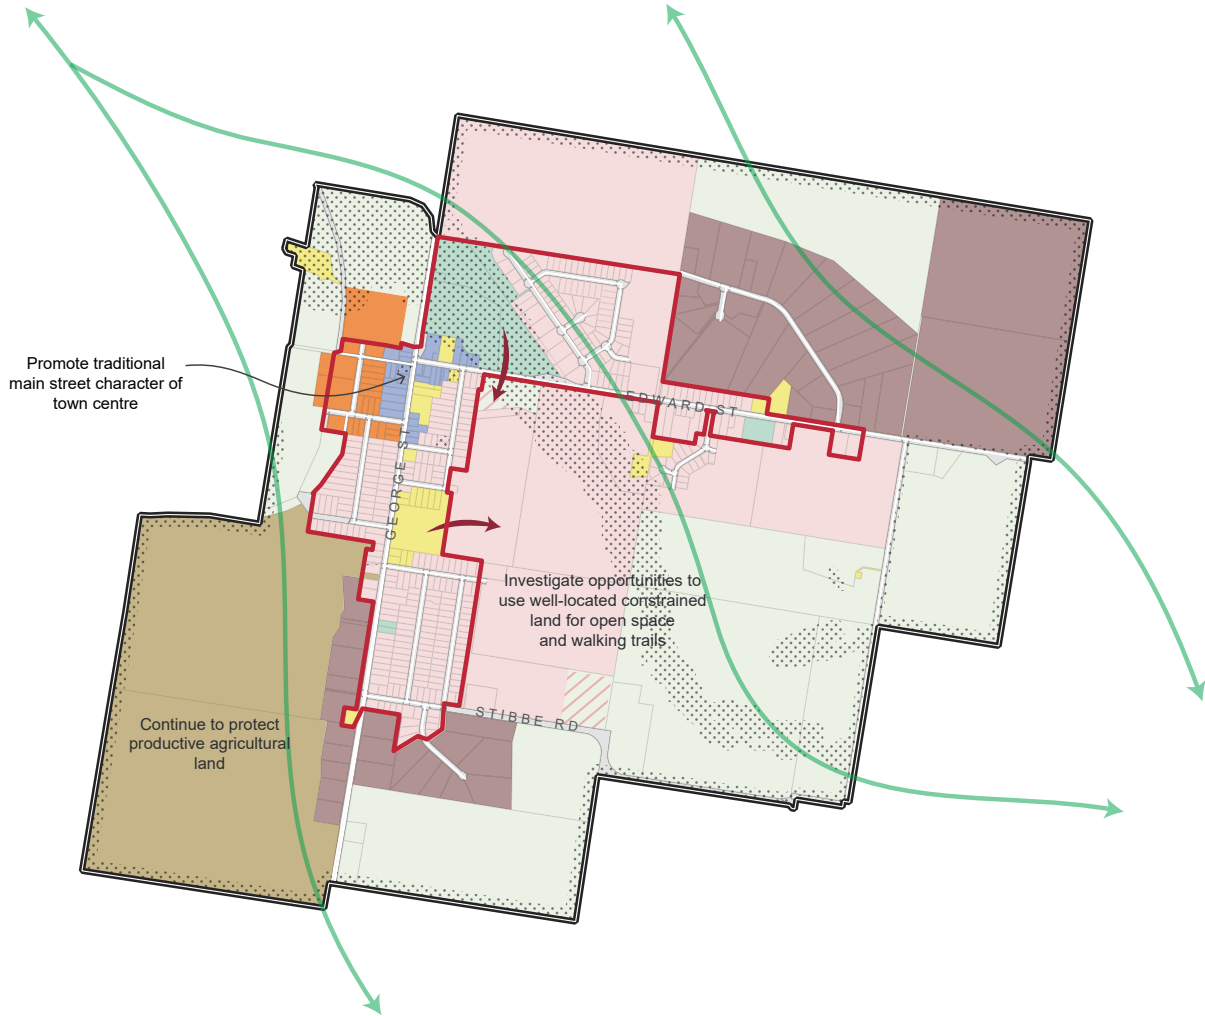 Promote traditional
main street character of
town centre
EDWARD ST
GEORGE ST
Investigate opportunities to
use well-located constrained
land for open space
and walking trails
STIBBE RD
Continue to protect
productive agricultural
land